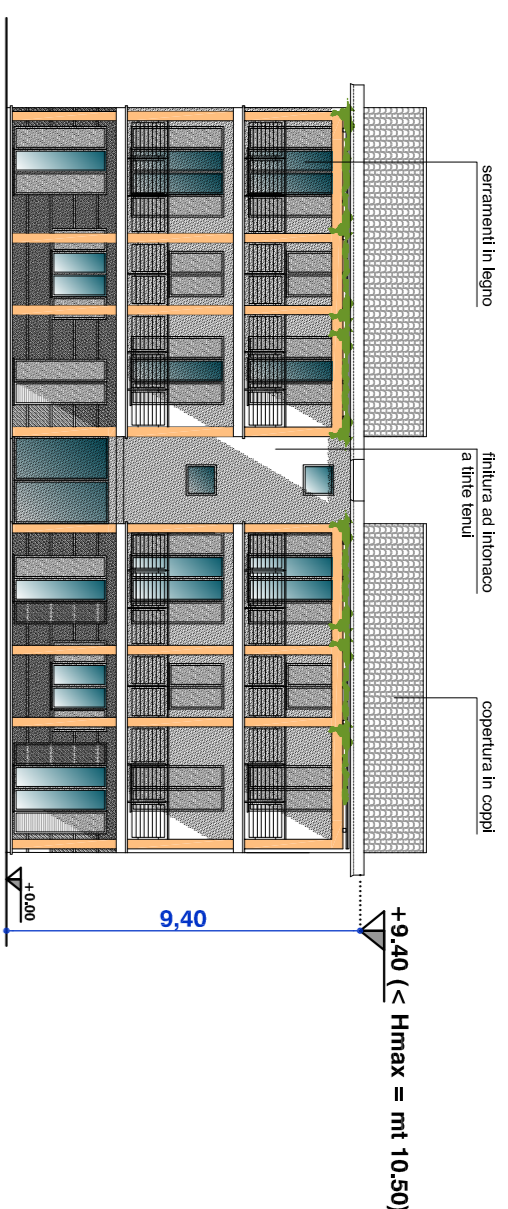 serramenti in legno
finitura ad intonaco
a tinte tenui
copertura in coppi
+9.40 (< Hmax = mt 10.50)
9,40
+0.00